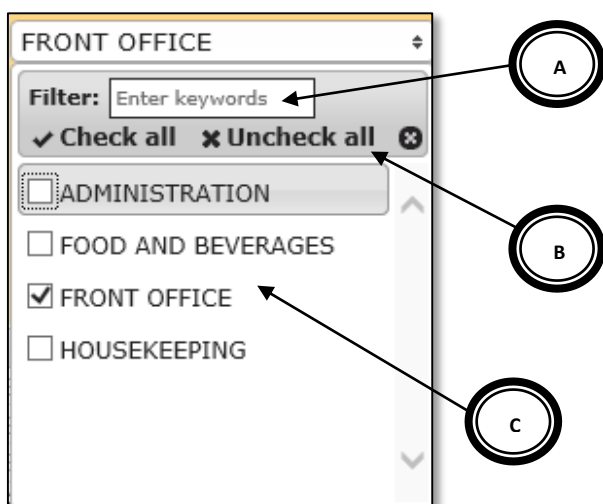 FRONT OFFICE
Filter: Enter keywords
Check all Uncheck all
ADMINISTRATION
FOOD AND BEVERAGES
FRONT OFFICE
HOUSEKEEPING
A
B
C